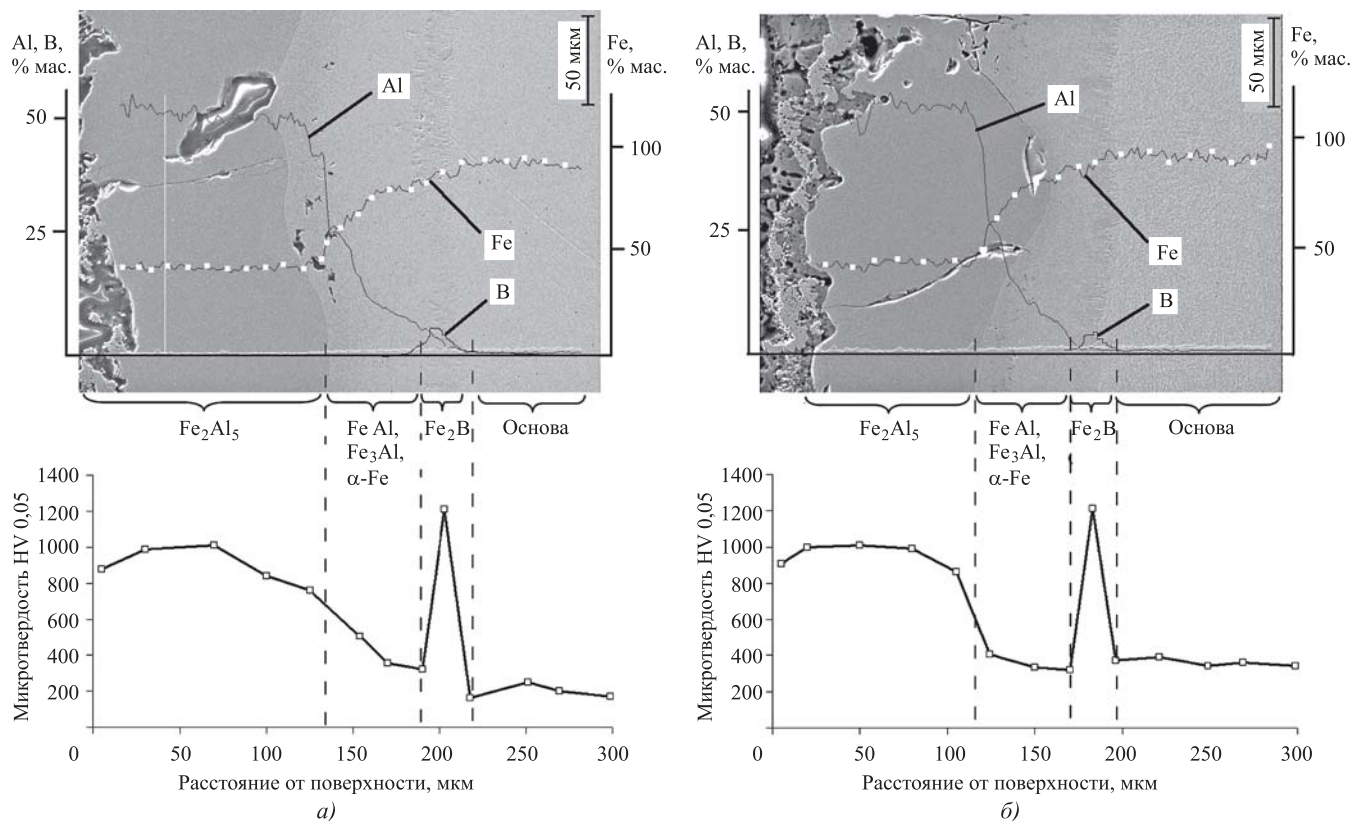 Al, B,
% мас.
50
25
Al
Fe
B
50 мкм
Fe,
% мас.
100
50
Fe2Al5
Fe Al,
Fe3Al,
α-Fe
Fe2B
Основа
Микротвердость HV 0,05
1400
1200
1000
800
600
400
200
0 50 100 150 200 250 300
Расстояние от поверхности, мкм
а)
Al, B,
% мас.
50
25
Al
Fe
B
50 мкм
Fe,
% мас.
100
50
Fe2Al5
Fe Al,
Fe3Al,
α-Fe
Fe2B
Основа
Микротвердость HV 0,05
1400
1200
1000
800
600
400
200
0 50 100 150 200 250 300
Расстояние от поверхности, мкм
б)